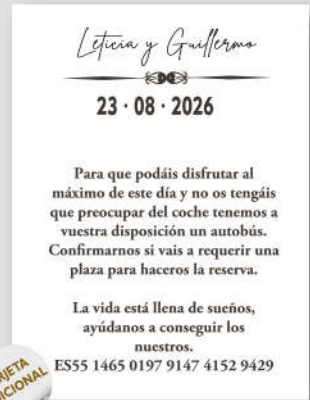 Leticia y Guillermo
23 · 08 · 2026
Para que podáis disfrutar al
máximo de este día y no os tengáis
que preocupar del coche tenemos a
vuestra disposición un autobús.
Confirmarnos si vais a requerir una
plaza para haceros la reserva.
La vida está llena de sueños,
ayúdanos a conseguir los
nuestros.
ES55 1465 0197 9147 4152 9429
RJETA
ICIONAL